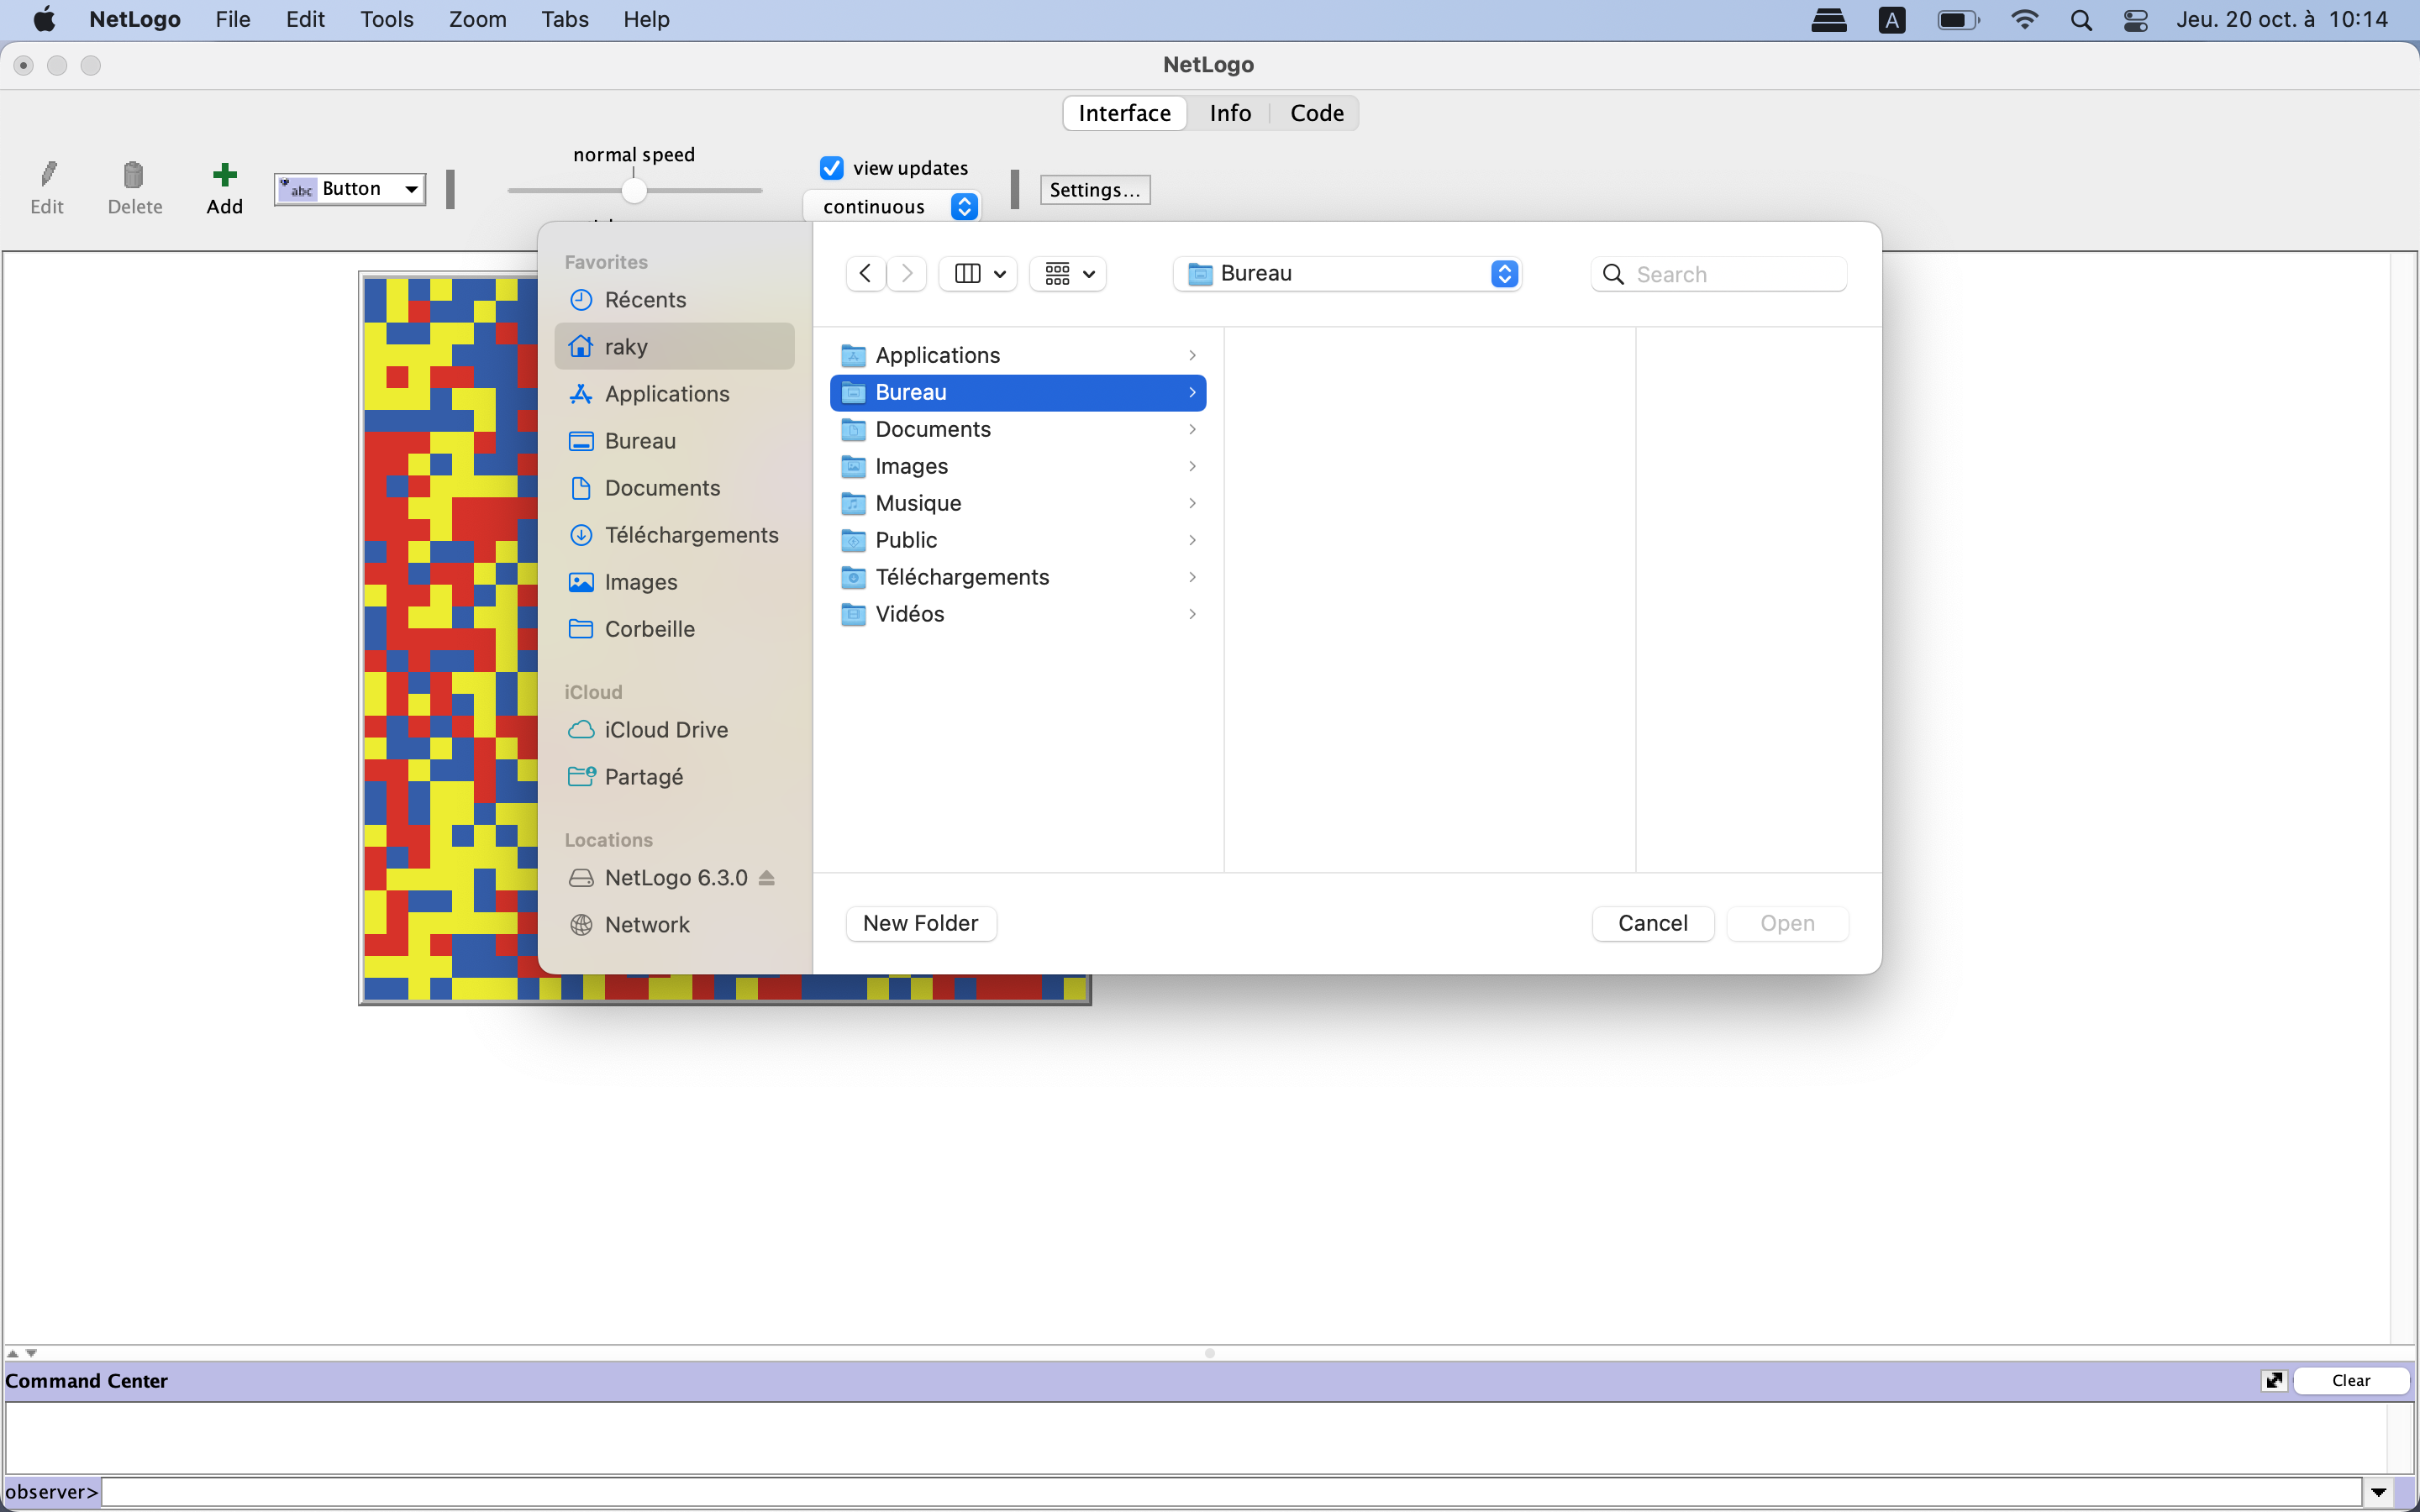 NetLogo File Edit Tools Zoom Tabs Help A Jeu. 20 oct. à 10:14
NetLogo
Interface Info Code
normal speed
view updates
Edit Delete Add abc Button continuous Settings...
Favorites
Récents
raky
Applications
Bureau
Documents
Téléchargements
Images
Corbeille
iCloud
iCloud Drive
Partagé
Locations
NetLogo 6.3.0
Network
Bureau Search
Applications
Bureau
Documents
Images
Musique
Public
Téléchargements
Vidéos
New Folder Cancel Open
Command Center Clear
observer>